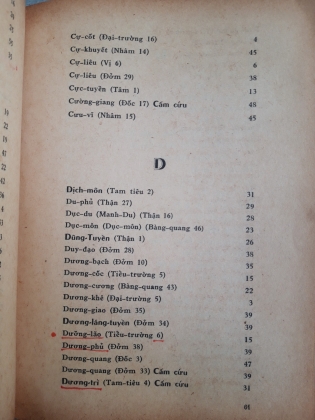 Cự-cốt (Đại-trường 16) 4
Cự-khuyết (Nhâm 14) 45
Cự-liêu (Vị 6) 6
Cự-liêu (Đởm 29) 38
Cực-tuyền (Tâm 1) 13
Cường-giang (Đốc 17) Cấm cứu 48
Cưu-vĩ (Nhâm 15) 45
D
Dịch-môn (Tam tiêu 2) 31
Du-phủ (Thận 27) 29
Dục-du (Manh-Du) (Thận 16) 28
Dục-môn (Dục-môn) (Bàng-quang 46) 23
Dũng-Tuyền (Thận 1) 26
Duy-đạo (Đởm 28) 38
Dương-bạch (Đởm 10) 35
Dương-cốc (Tiểu-trường 5) 15
Dương-cương (Bàng-quang 43) 22
Dương-khê (Đại-trường 5) 3
Dương-giao (Đởm 35) 39
Dương-lăng-tuyền (Đởm 34) 39
Dưỡng-lão (Tiểu-trường 6) 15
Dương-phủ (Đởm 38) 39
Dương-quang (Đốc 3) 47
Dương-quang (Đởm 33) Cấm cứu 39
Dương-trì (Tam-tiêu 4) Cấm cứu 31
61